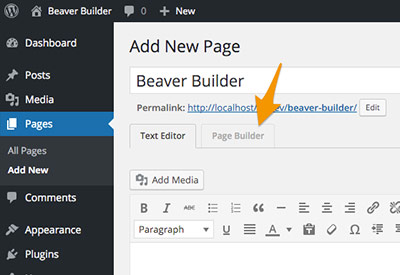 Beaver Builder 0 + New
Dashboard
Posts
Media
Pages
All Pages
Add New
Comments
Appearance
Plugins
Add New Page
Beaver Builder
Permalink: http://localhost/ v/beaver-builder/ Edit
Text Editor Page Builder
Add Media
B I ABC
Paragraph U A